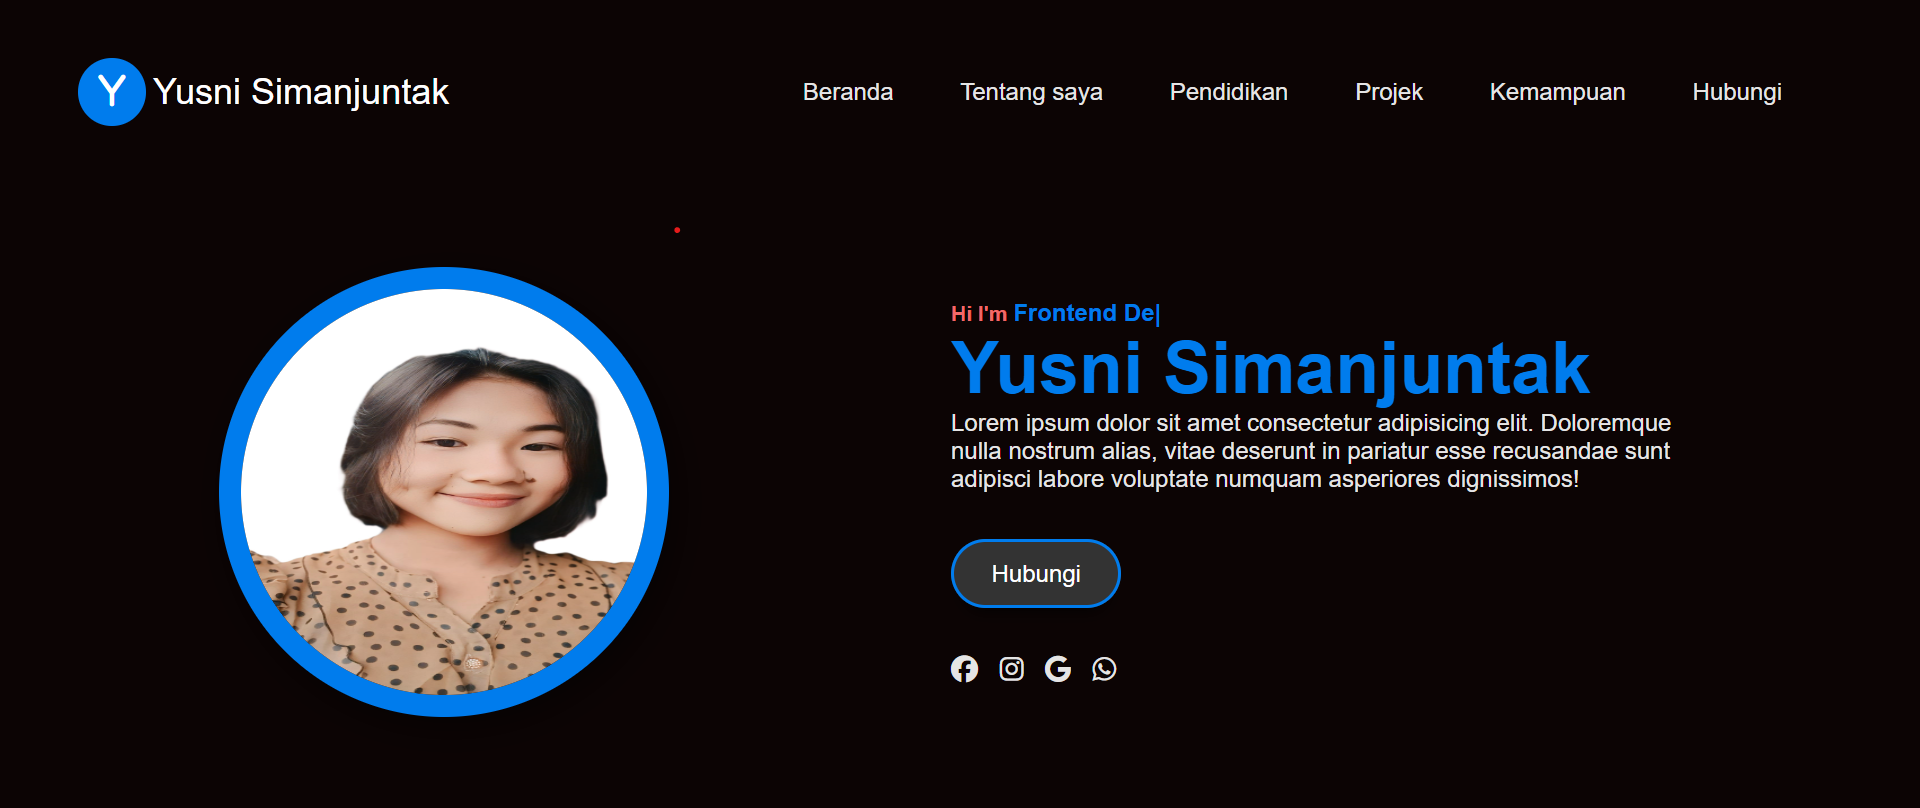 Y Yusni Simanjuntak
Beranda Tentang saya Pendidikan Projek Kemampuan Hubungi
Hi I'm Frontend De|
Yusni Simanjuntak
Lorem ipsum dolor sit amet consectetur adipisicing elit. Doloremque
nulla nostrum alias, vitae deserunt in pariatur esse recusandae sunt
adipisci labore voluptate numquam asperiores dignissimos!
Hubungi